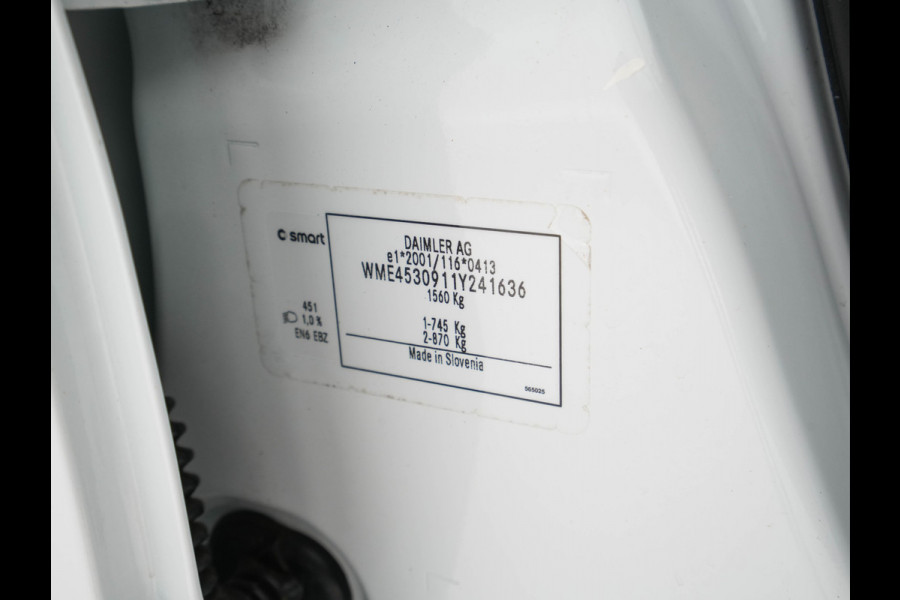 smart
DAIMLER AG
e1*2001/116*0413
WME4530911Y241636
1560 Kg
1-745 Kg
2-870 Kg
Made in Slovenia
565025
451
1,0 %
EN6 EBZ